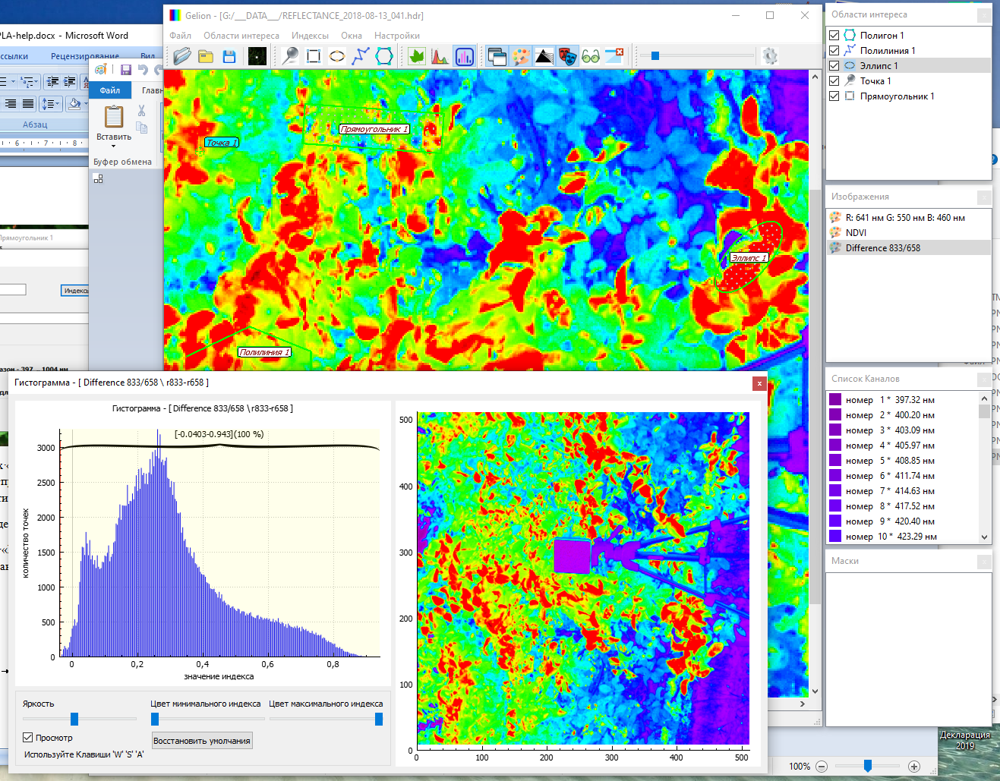 PLA-help.docx - Microsoft Word
ссылки
Рецензирование
Вид
Файл
Главн
Вставить
Буфер обмена
Абзац
6 7 8
Прямоугольник 1
Индексы
Gelion - [G:/__DATA__/REFLECTANCE_2018-08-13_041.hdr]
Файл
Области интереса
Индексы
Окна
Настройки
Прямоугольник 1
Точка 1
Эллипс 1
Полилиния 1
Области интереса
Полигон 1
Полилиния 1
Эллипс 1
Точка 1
Прямоугольник 1
Изображения
R: 641 нм G: 550 нм B: 460 нм
NDVI
Difference 833/658
Список Каналов
номер 1 * 397.32 нм
номер 2 * 400.20 нм
номер 3 * 403.09 нм
номер 4 * 405.97 нм
номер 5 * 408.85 нм
номер 6 * 411.74 нм
номер 7 * 414.63 нм
номер 8 * 417.52 нм
номер 9 * 420.40 нм
номер 10 * 423.29 нм
Маски
азон - 397 - 1004 нм
Гистограмма - [ Difference 833/658 \ r833-r658 ]
Гистограмма - [ Difference 833/658 \ r833-r658 ]
[-0.0403-0.943](100 %)
количество точек
3000
2500
2000
1500
1000
500
0
0 0,2 0,4 0,6 0,8
значение индекса
500
400
300
200
100
0
0 100 200 300 400 500
Яркость
Цвет минимального индекса
Цвет максимального индекса
Просмотр
Восстановить умолчания
Используйте Клавиши 'W' 'S' 'A'
100%
Декларация
2019